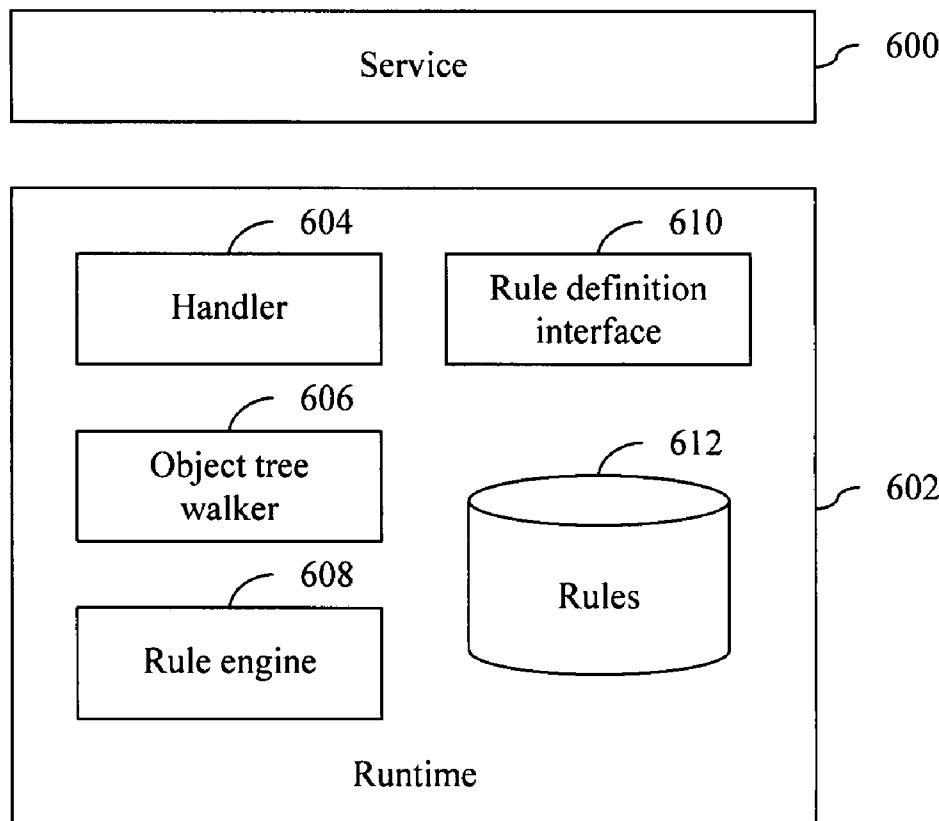 Service
600
604
610
Handler
Rule definition
interface
606
612
Object tree
walker
602
608
Rules
Rule engine
Runtime